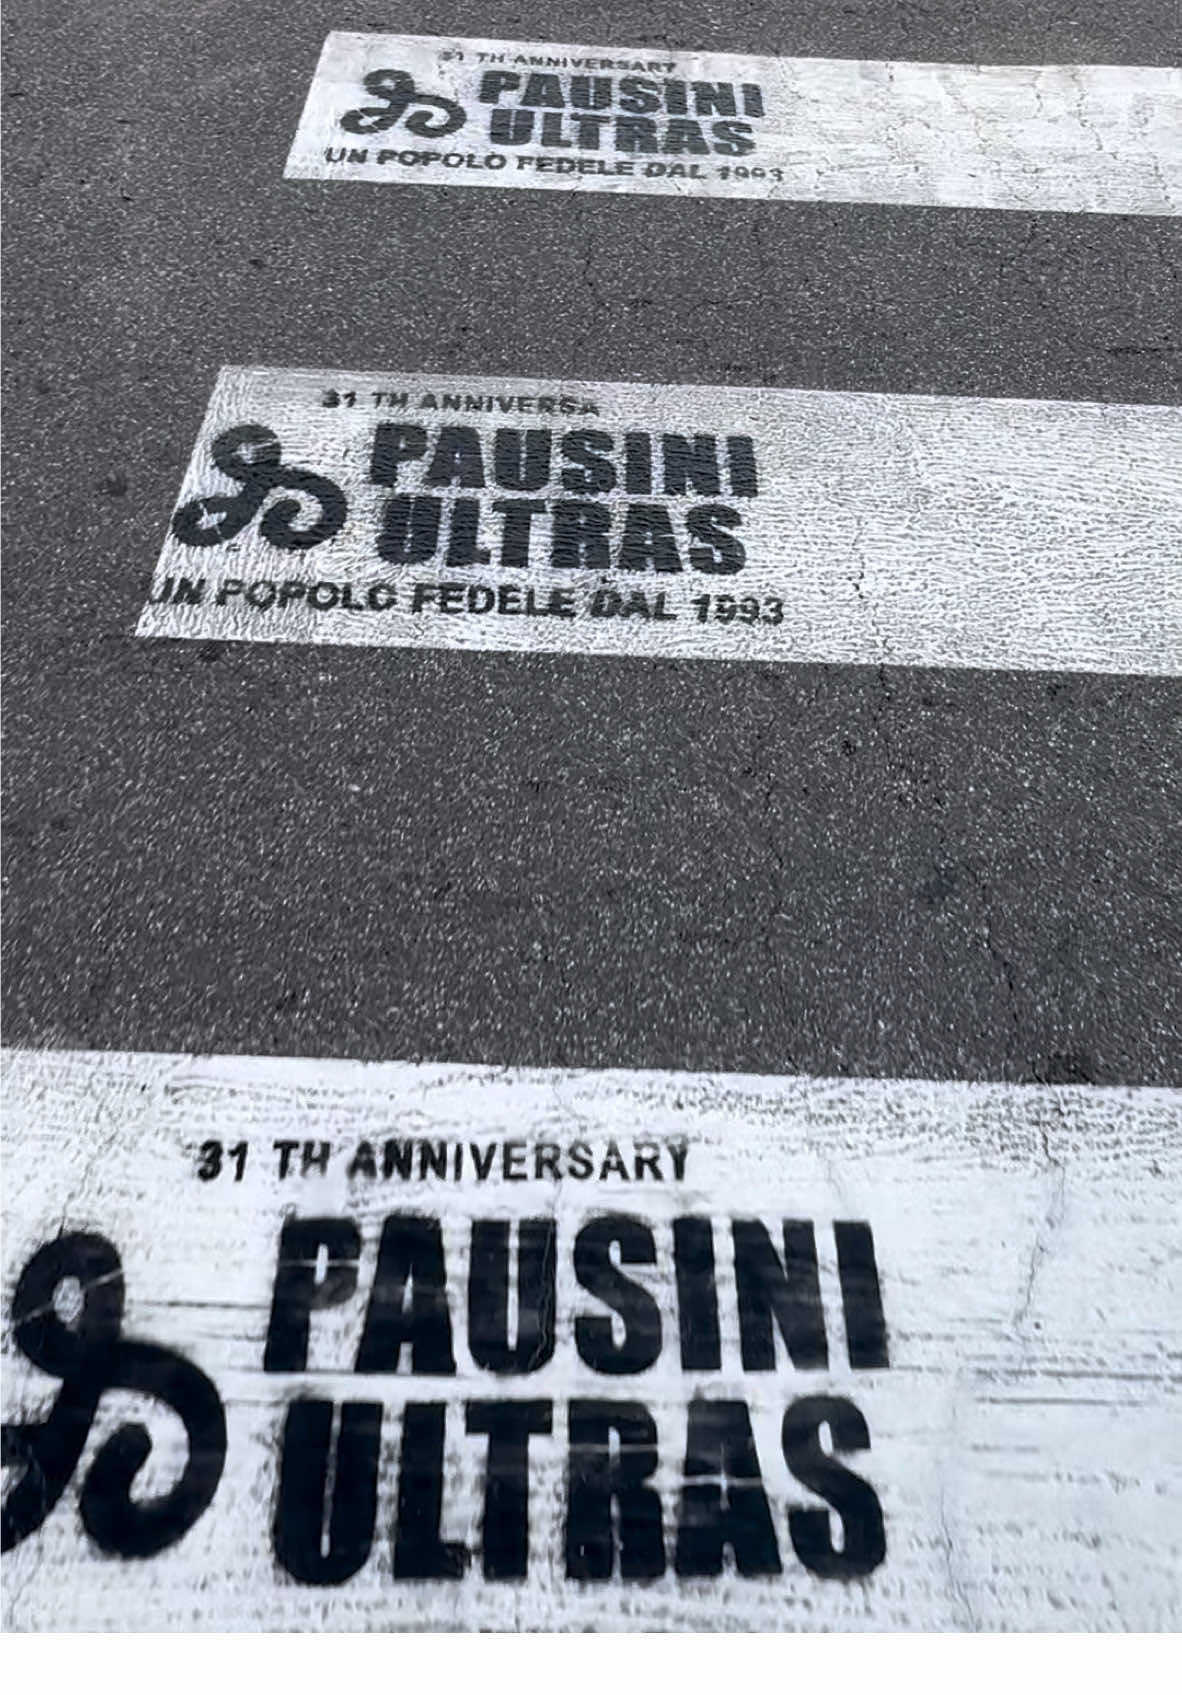 31 TH ANNIVERSARY
PAUSINI
ULTRAS
UN POPOLO FEDELE DAL 1993
31 TH ANNIVERSA
PAUSINI
ULTRAS
UN POPOLO FEDELE DAL 1993
31 TH ANNIVERSARY
PAUSINI
ULTRAS